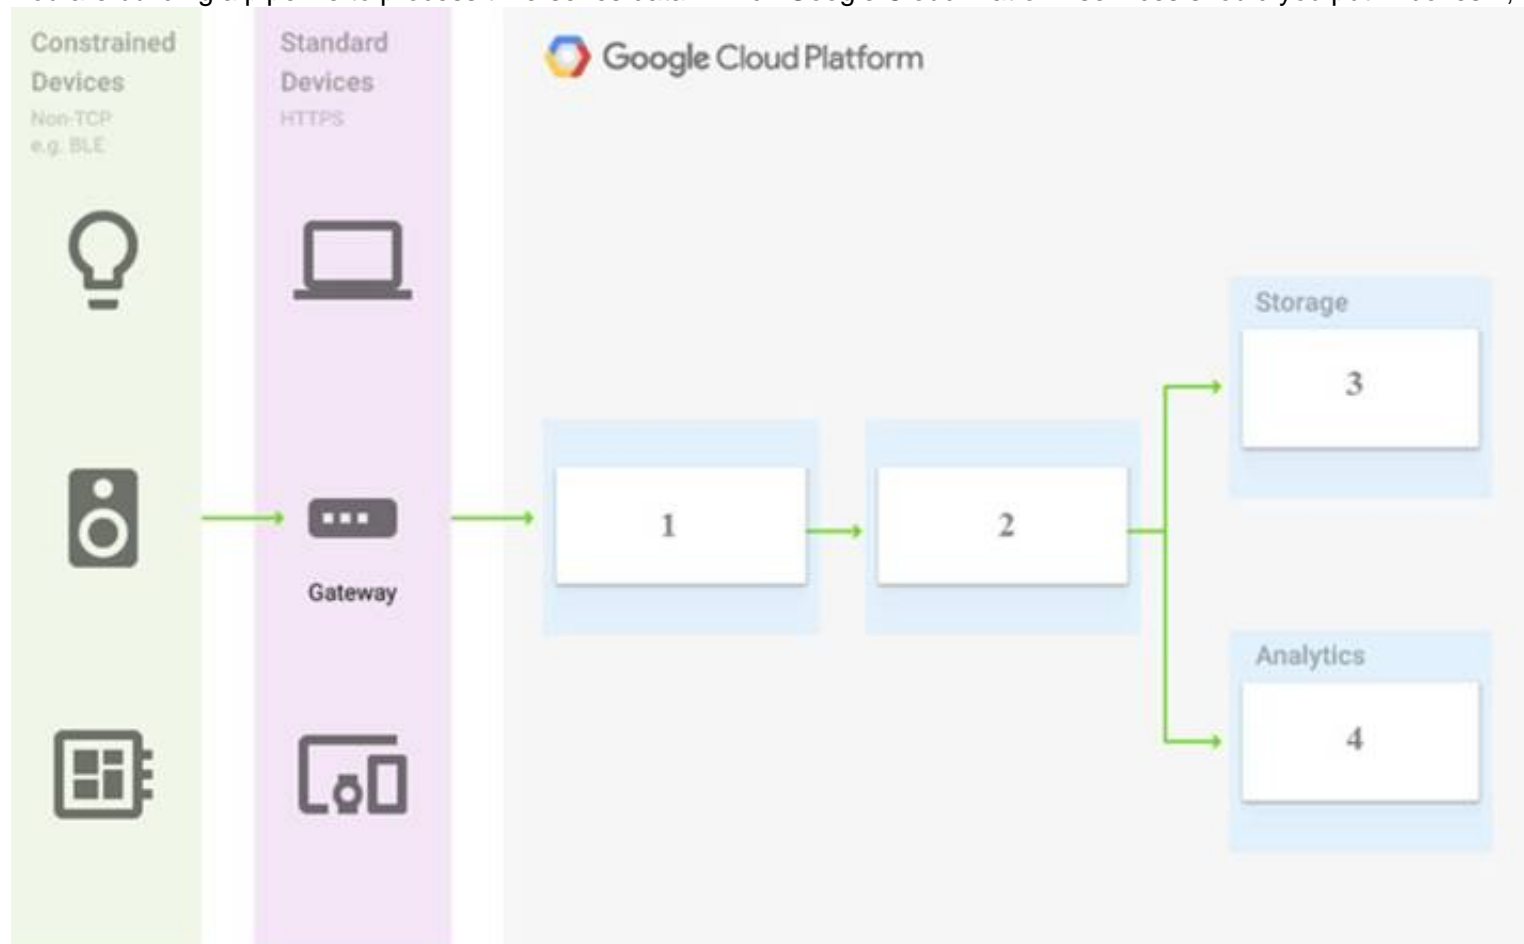 Constrained
Devices
Non-TCP
e.g. BLE
Standard
Devices
HTTPS
Google Cloud Platform
Storage
3
1
2
Gateway
Analytics
4